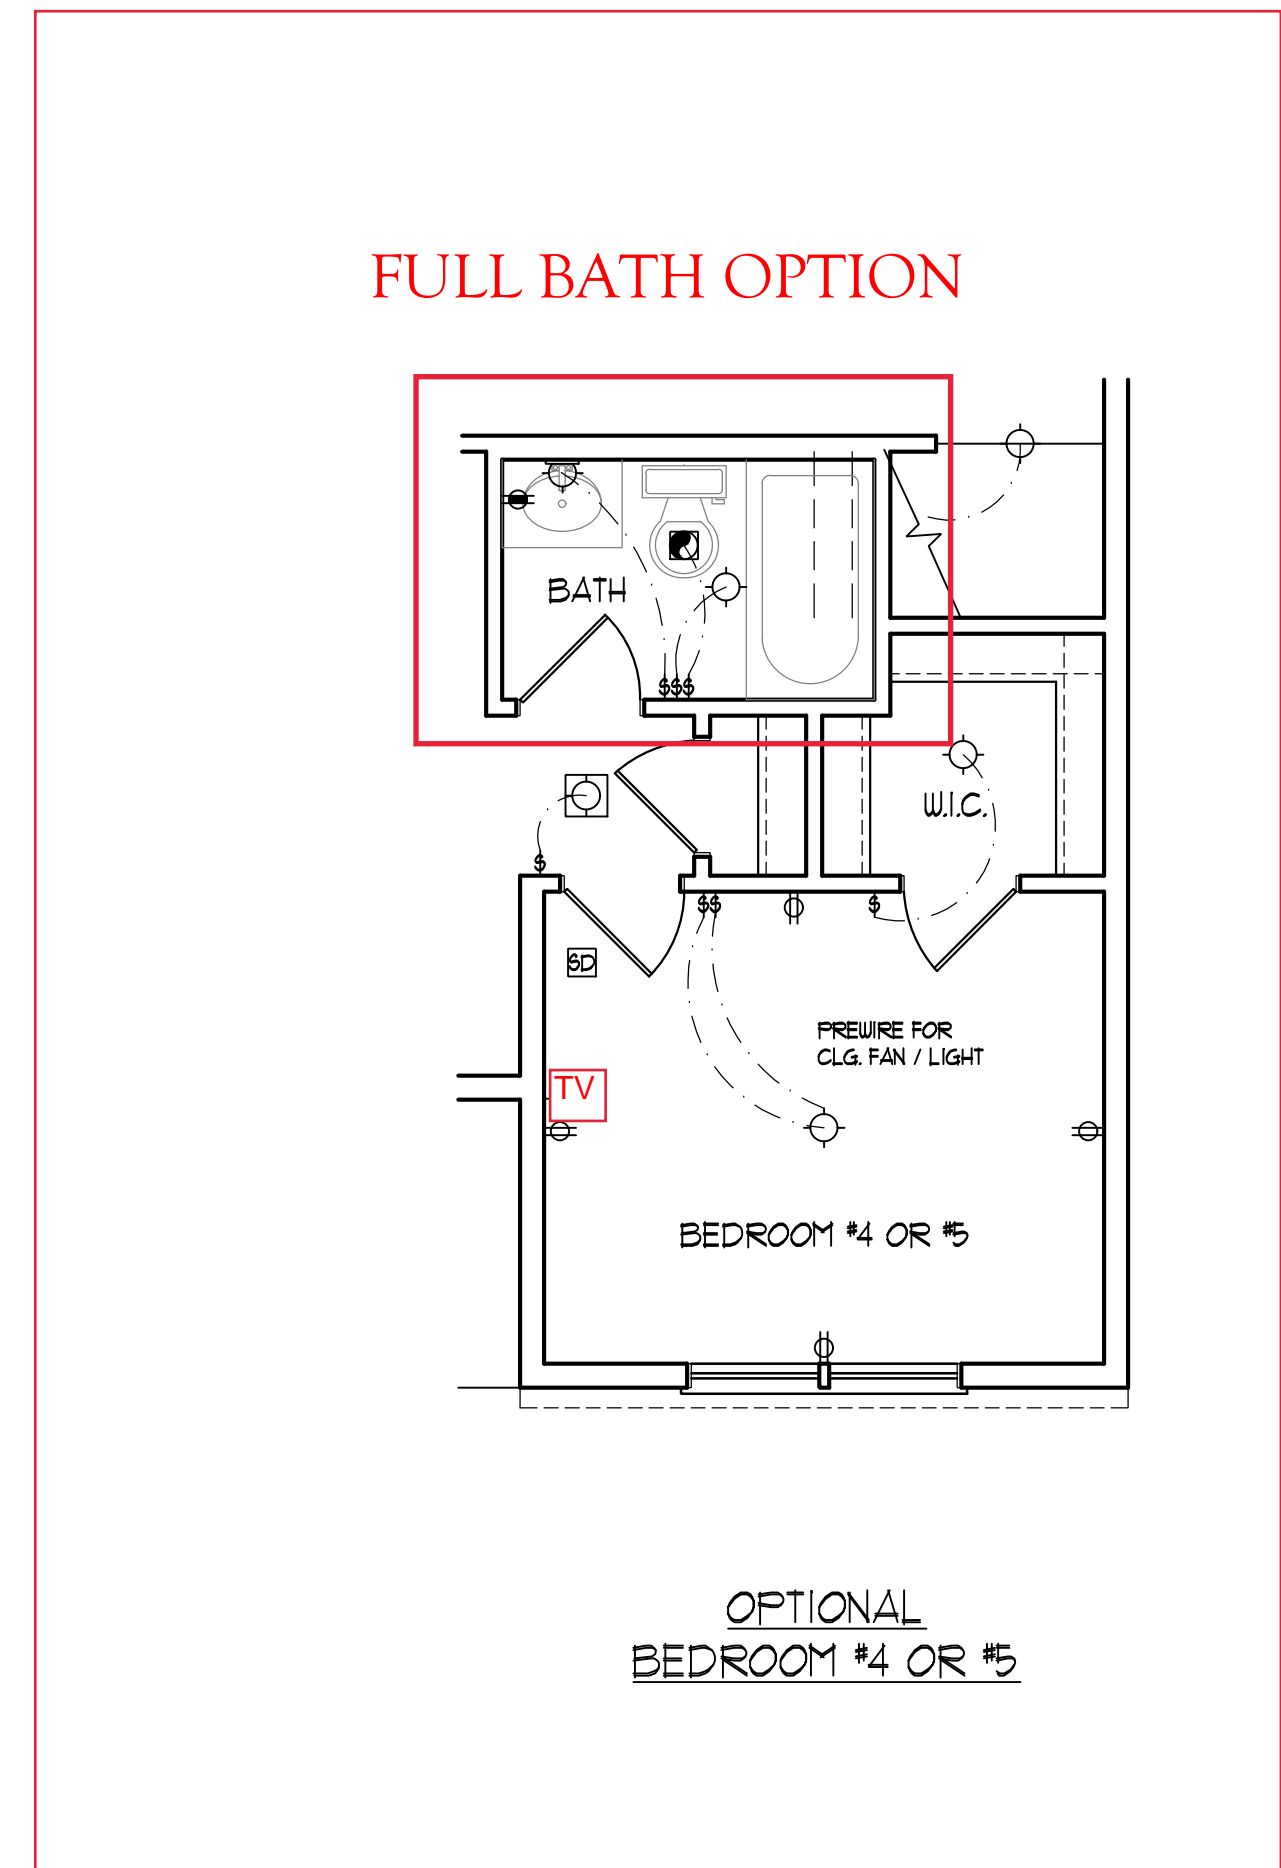 FULL BATH OPTION
BATH
$$$
W.I.C.
$
$$
$
SD
PREWIRE FOR
CLG. FAN / LIGHT
TV
BEDROOM #4 OR #5
OPTIONAL
BEDROOM #4 OR #5